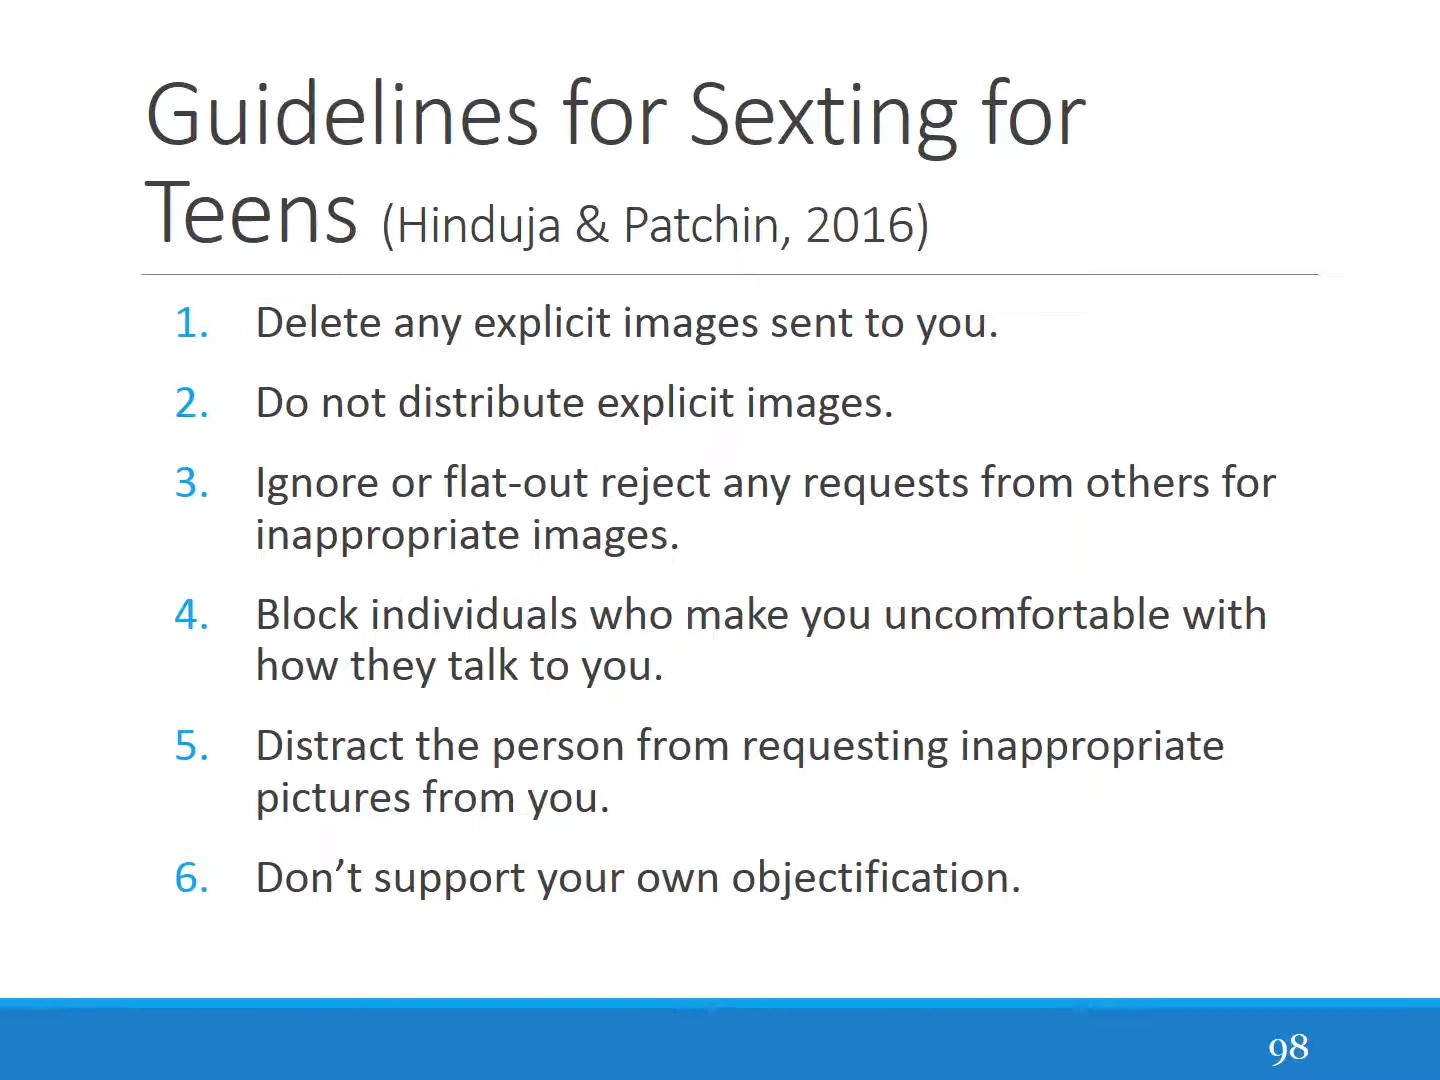 Guidelines for Sexting for
Teens (Hinduja & Patchin, 2016)
1. Delete any explicit images sent to you.
2. Do not distribute explicit images.
3. Ignore or flat-out reject any requests from others for
inappropriate images.
4. Block individuals who make you uncomfortable with
how they talk to you.
5. Distract the person from requesting inappropriate
pictures from you.
6. Don’t support your own objectification.
98